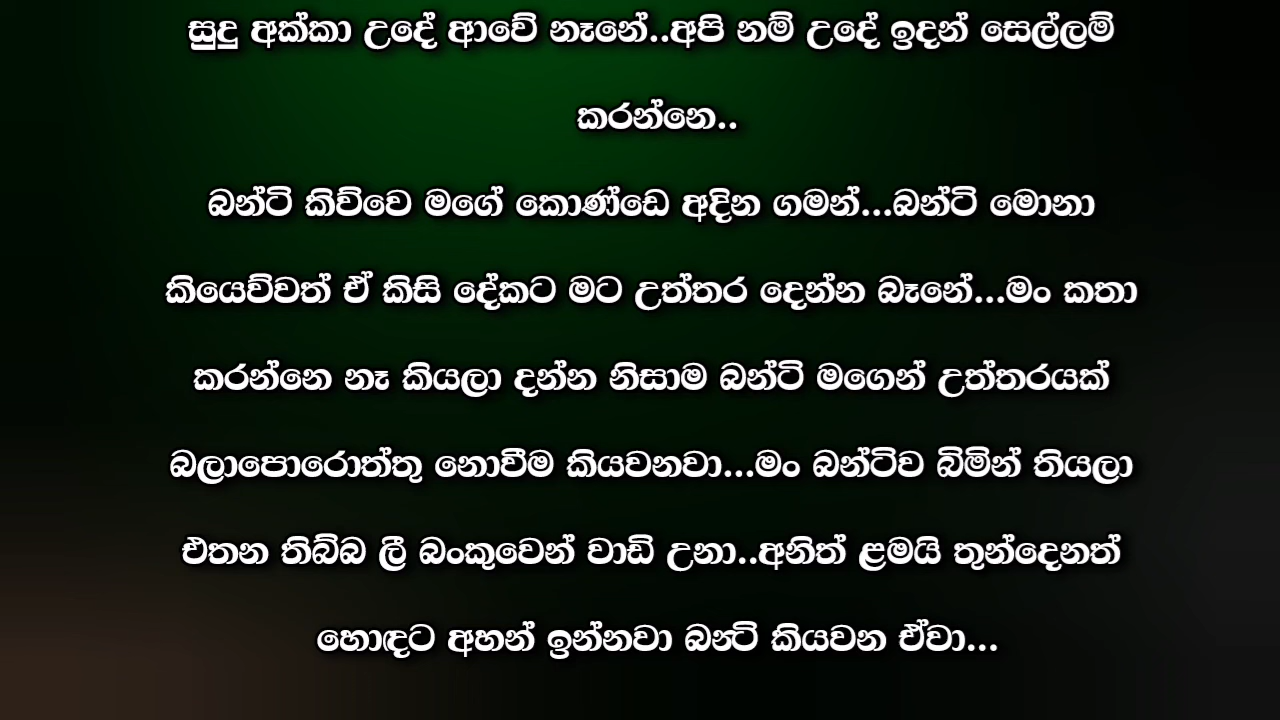 සුදු අක්කා උදේ ආවේ නෑනේ..අපි නම් උදේ ඉදන් සෙල්ලම්
කරන්නෙ..
බන්ටි කිව්වෙ මගේ කොණ්ඩෙ අදින ගමන්...බන්ටි මොනා
කියෙව්වත් ඒ කිසි දේකට මට උත්තර දෙන්න බෑනේ...මං කතා
කරන්නෙ නෑ කියලා දන්න නිසාම බන්ටි මගෙන් උත්තරයක්
බලාපොරොත්තු නොවීම කියවනවා...මං බන්ටිව බිමින් තියලා
එතන තිබ්බ ලී බංකුවෙන් වාඩි උනා..අනිත් ළමයි තුන්දෙනත්
හොඳට අහන් ඉන්නවා බන්‍ටි කියවන ඒවා...